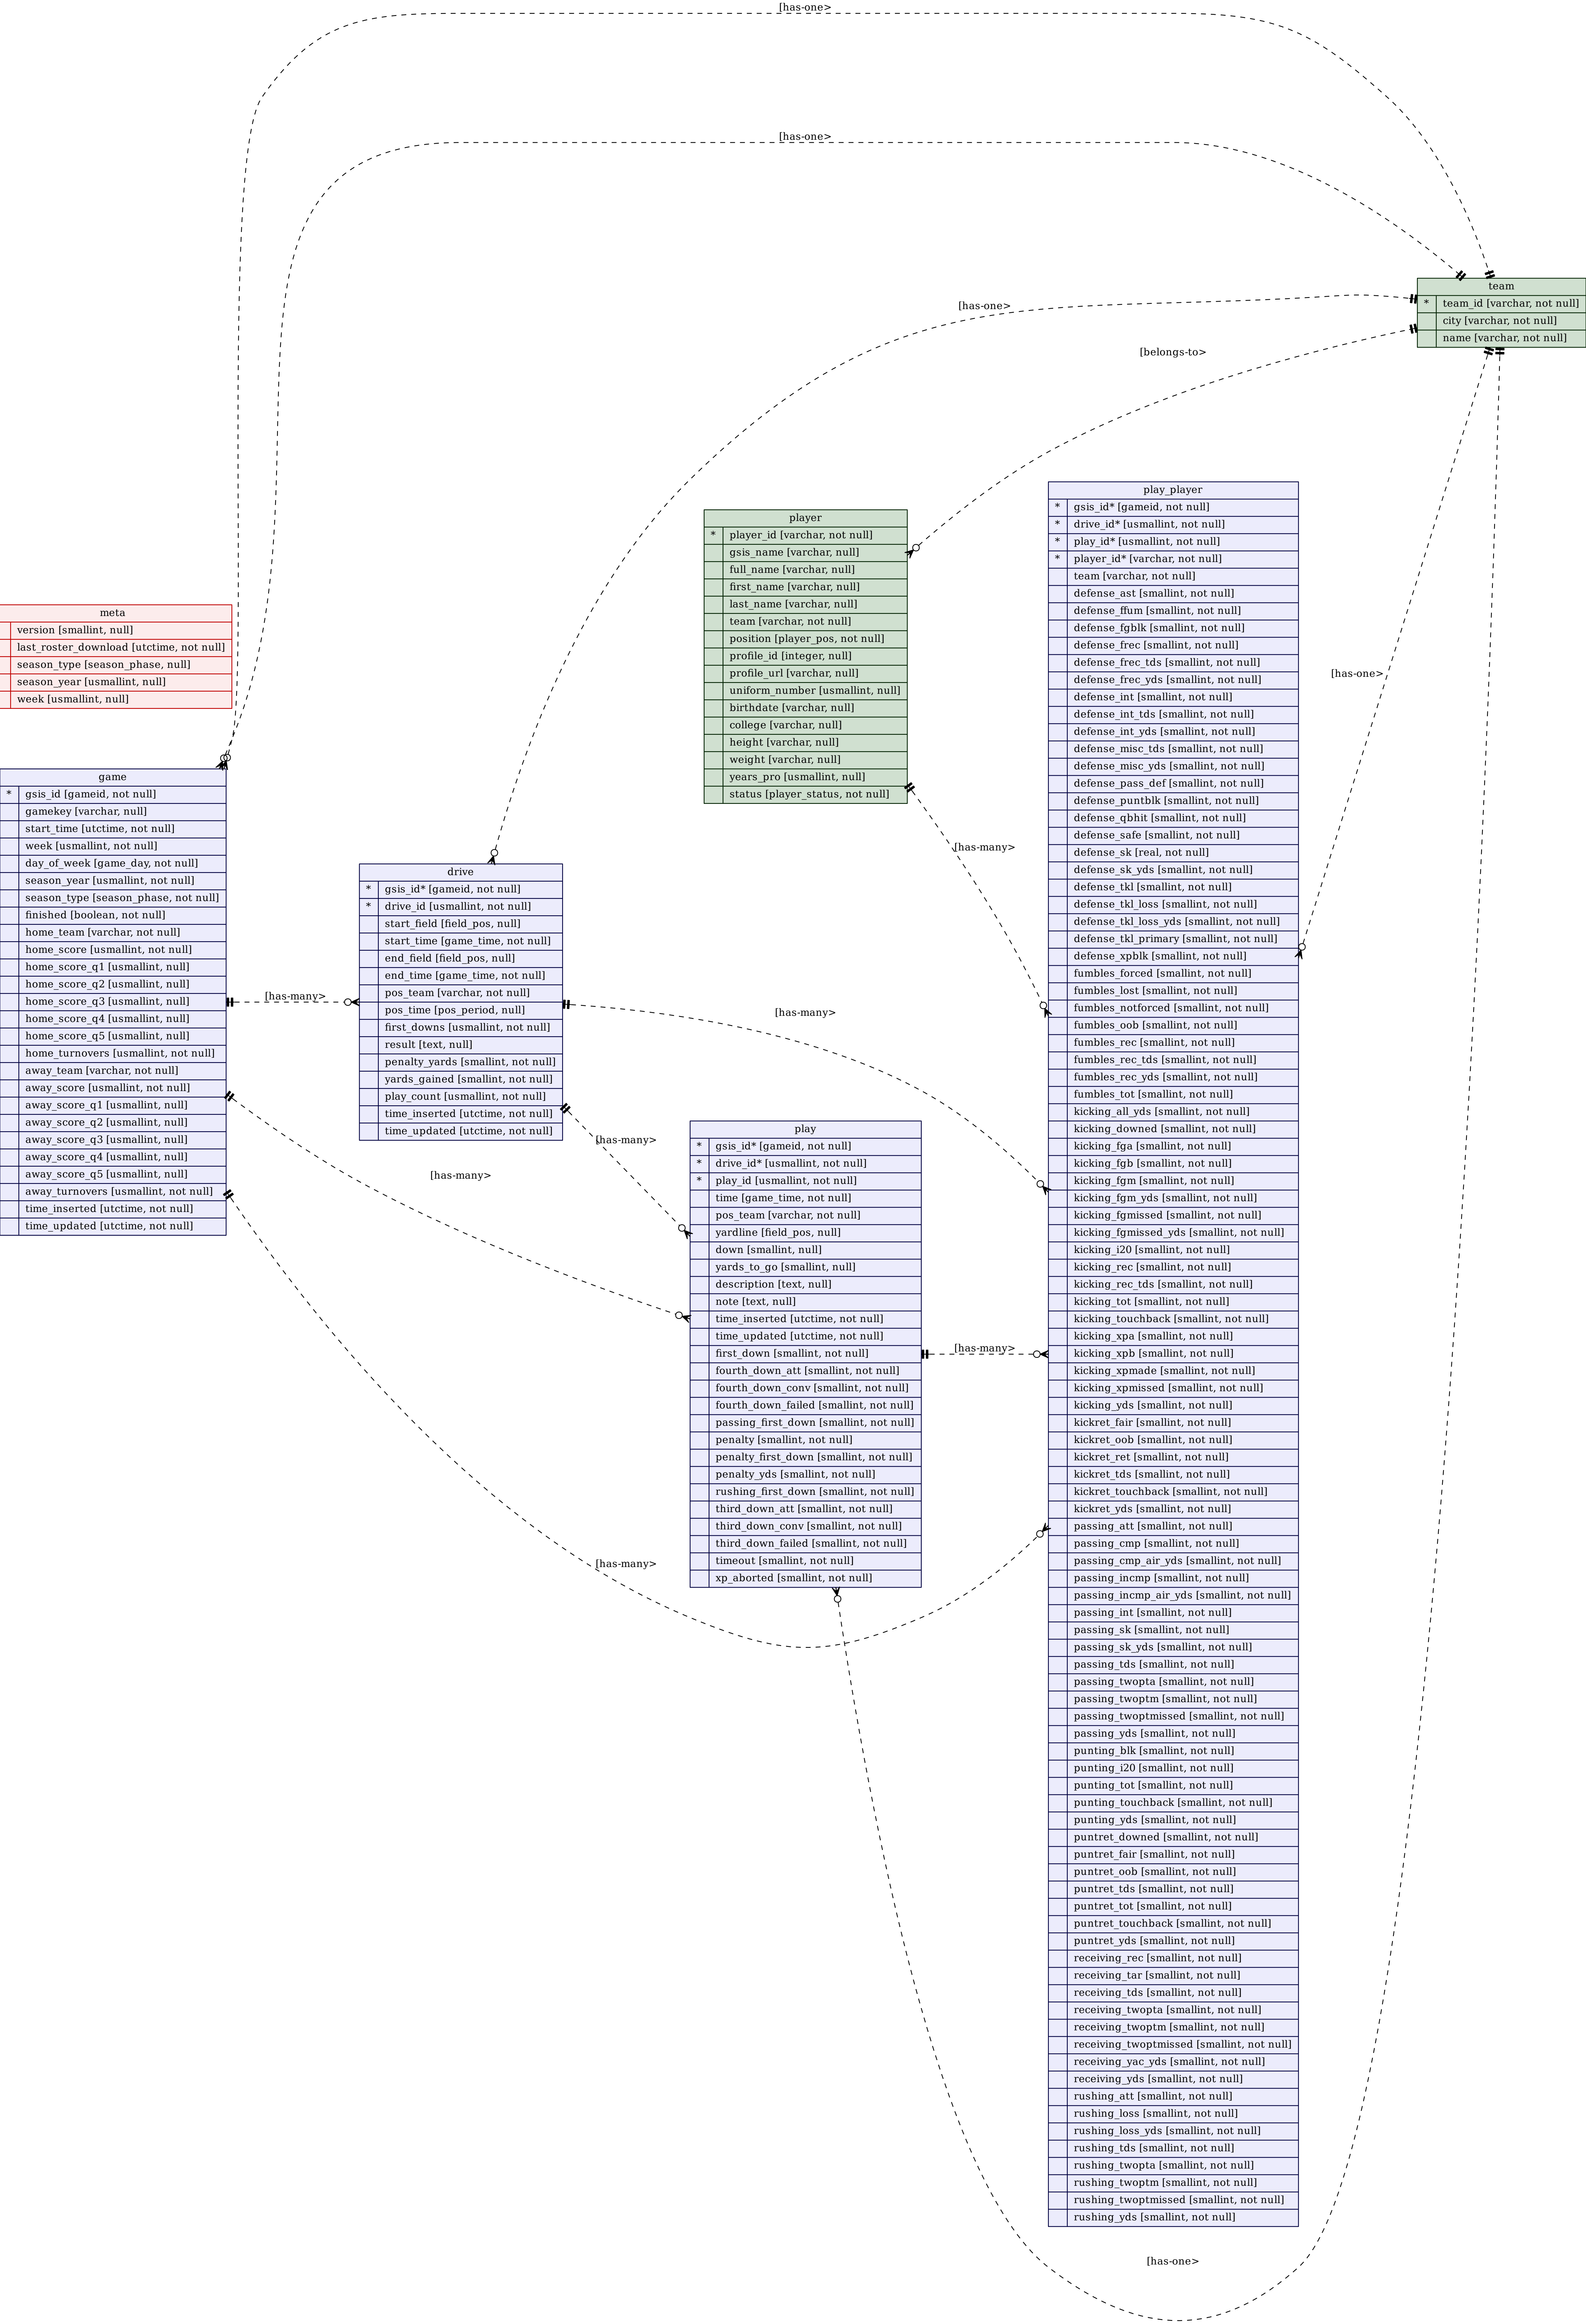 [has-one>
[has-one>
team
* team_id [varchar, not null]
city [varchar, not null]
name [varchar, not null]
[has-one>
[belongs-to>
player
* player_id [varchar, not null]
gsis_name [varchar, null]
full_name [varchar, null]
first_name [varchar, null]
last_name [varchar, null]
team [varchar, not null]
position [player_pos, not null]
profile_id [integer, null]
profile_url [varchar, null]
uniform_number [usmallint, null]
birthdate [varchar, null]
college [varchar, null]
height [varchar, null]
weight [varchar, null]
years_pro [usmallint, null]
status [player_status, not null]
meta
version [smallint, null]
last_roster_download [utctime, not null]
season_type [season_phase, null]
season_year [usmallint, null]
week [usmallint, null]
game
* gsis_id [gameid, not null]
gamekey [varchar, null]
start_time [utctime, not null]
week [usmallint, not null]
day_of_week [game_day, not null]
season_year [usmallint, not null]
season_type [season_phase, not null]
finished [boolean, not null]
home_team [varchar, not null]
home_score [usmallint, not null]
home_score_q1 [usmallint, null]
home_score_q2 [usmallint, null]
home_score_q3 [usmallint, null]
home_score_q4 [usmallint, null]
home_score_q5 [usmallint, null]
home_turnovers [usmallint, not null]
away_team [varchar, not null]
away_score [usmallint, not null]
away_score_q1 [usmallint, null]
away_score_q2 [usmallint, null]
away_score_q3 [usmallint, null]
away_score_q4 [usmallint, null]
away_score_q5 [usmallint, null]
away_turnovers [usmallint, not null]
time_inserted [utctime, not null]
time_updated [utctime, not null]
[has-many>
[has-many>
[has-many>
drive
* gsis_id* [gameid, not null]
* drive_id [usmallint, not null]
start_field [field_pos, null]
start_time [game_time, not null]
end_field [field_pos, null]
end_time [game_time, not null]
pos_team [varchar, not null]
pos_time [pos_period, null]
first_downs [usmallint, not null]
result [text, null]
penalty_yards [smallint, not null]
yards_gained [smallint, not null]
play_count [usmallint, not null]
time_inserted [utctime, not null]
time_updated [utctime, not null]
[has-many>
[has-many>
[has-many>
play
* gsis_id* [gameid, not null]
* drive_id* [usmallint, not null]
* play_id [usmallint, not null]
time [game_time, not null]
pos_team [varchar, not null]
yardline [field_pos, null]
down [smallint, null]
yards_to_go [smallint, null]
description [text, null]
note [text, null]
time_inserted [utctime, not null]
time_updated [utctime, not null]
first_down [smallint, not null]
fourth_down_att [smallint, not null]
fourth_down_conv [smallint, not null]
fourth_down_failed [smallint, not null]
passing_first_down [smallint, not null]
penalty [smallint, not null]
penalty_first_down [smallint, not null]
penalty_yds [smallint, not null]
rushing_first_down [smallint, not null]
third_down_att [smallint, not null]
third_down_conv [smallint, not null]
third_down_failed [smallint, not null]
timeout [smallint, not null]
xp_aborted [smallint, not null]
[has-many>
[has-one>
play_player
* gsis_id* [gameid, not null]
* drive_id* [usmallint, not null]
* play_id* [usmallint, not null]
* player_id* [varchar, not null]
team [varchar, not null]
defense_ast [smallint, not null]
defense_ffum [smallint, not null]
defense_fgblk [smallint, not null]
defense_frec [smallint, not null]
defense_frec_tds [smallint, not null]
defense_frec_yds [smallint, not null]
defense_int [smallint, not null]
defense_int_tds [smallint, not null]
defense_int_yds [smallint, not null]
defense_misc_tds [smallint, not null]
defense_misc_yds [smallint, not null]
defense_pass_def [smallint, not null]
defense_puntblk [smallint, not null]
defense_qbhit [smallint, not null]
defense_safe [smallint, not null]
defense_sk [real, not null]
defense_sk_yds [smallint, not null]
defense_tkl [smallint, not null]
defense_tkl_loss [smallint, not null]
defense_tkl_loss_yds [smallint, not null]
defense_tkl_primary [smallint, not null]
defense_xpblk [smallint, not null]
fumbles_forced [smallint, not null]
fumbles_lost [smallint, not null]
fumbles_notforced [smallint, not null]
fumbles_oob [smallint, not null]
fumbles_rec [smallint, not null]
fumbles_rec_tds [smallint, not null]
fumbles_rec_yds [smallint, not null]
fumbles_tot [smallint, not null]
kicking_all_yds [smallint, not null]
kicking_downed [smallint, not null]
kicking_fga [smallint, not null]
kicking_fgb [smallint, not null]
kicking_fgm [smallint, not null]
kicking_fgm_yds [smallint, not null]
kicking_fgmissed [smallint, not null]
kicking_fgmissed_yds [smallint, not null]
kicking_i20 [smallint, not null]
kicking_rec [smallint, not null]
kicking_rec_tds [smallint, not null]
kicking_tot [smallint, not null]
kicking_touchback [smallint, not null]
kicking_xpa [smallint, not null]
kicking_xpb [smallint, not null]
kicking_xpmade [smallint, not null]
kicking_xpmissed [smallint, not null]
kicking_yds [smallint, not null]
kickret_fair [smallint, not null]
kickret_oob [smallint, not null]
kickret_ret [smallint, not null]
kickret_tds [smallint, not null]
kickret_touchback [smallint, not null]
kickret_yds [smallint, not null]
passing_att [smallint, not null]
passing_cmp [smallint, not null]
passing_cmp_air_yds [smallint, not null]
passing_incmp [smallint, not null]
passing_incmp_air_yds [smallint, not null]
passing_int [smallint, not null]
passing_sk [smallint, not null]
passing_sk_yds [smallint, not null]
passing_tds [smallint, not null]
passing_twopta [smallint, not null]
passing_twoptm [smallint, not null]
passing_twoptmissed [smallint, not null]
passing_yds [smallint, not null]
punting_blk [smallint, not null]
punting_i20 [smallint, not null]
punting_tot [smallint, not null]
punting_touchback [smallint, not null]
punting_yds [smallint, not null]
puntret_downed [smallint, not null]
puntret_fair [smallint, not null]
puntret_oob [smallint, not null]
puntret_tds [smallint, not null]
puntret_tot [smallint, not null]
puntret_touchback [smallint, not null]
puntret_yds [smallint, not null]
receiving_rec [smallint, not null]
receiving_tar [smallint, not null]
receiving_tds [smallint, not null]
receiving_twopta [smallint, not null]
receiving_twoptm [smallint, not null]
receiving_twoptmissed [smallint, not null]
receiving_yac_yds [smallint, not null]
receiving_yds [smallint, not null]
rushing_att [smallint, not null]
rushing_loss [smallint, not null]
rushing_loss_yds [smallint, not null]
rushing_tds [smallint, not null]
rushing_twopta [smallint, not null]
rushing_twoptm [smallint, not null]
rushing_twoptmissed [smallint, not null]
rushing_yds [smallint, not null]
[has-one>